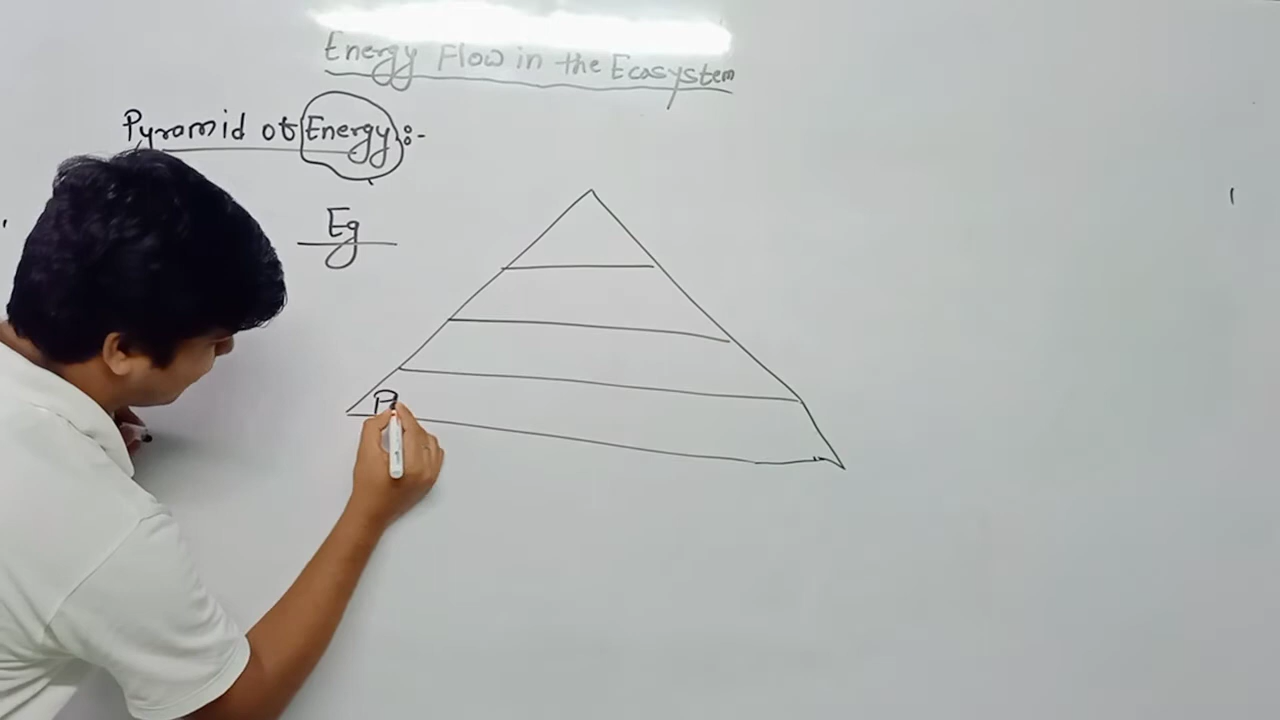 Energy Flow in the Ecosystem
Pyramid of Energy :-
Eg
P